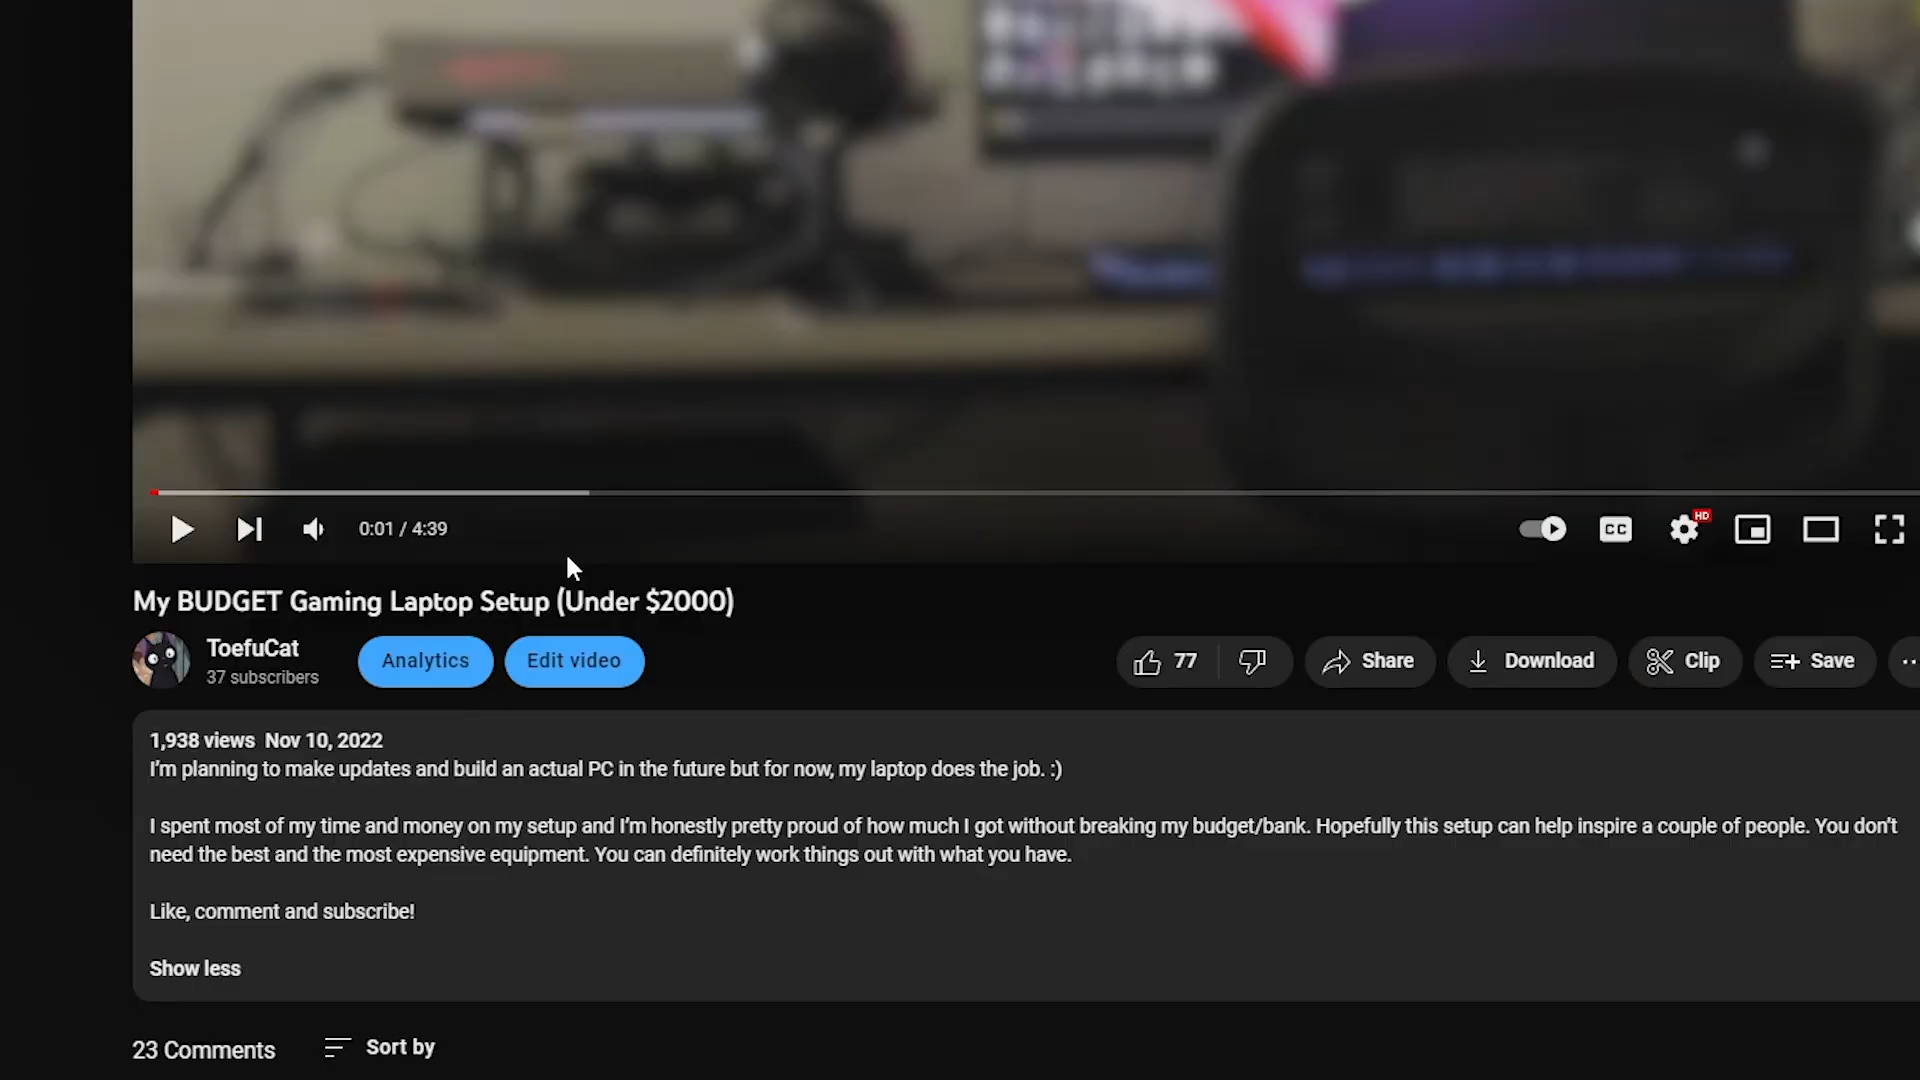 0:01 / 4:39
CC
HD
My BUDGET Gaming Laptop Setup (Under $2000)
ToefuCat
37 subscribers
Analytics
Edit video
77
Share
Download
Clip
Save
1,938 views  Nov 10, 2022
I’m planning to make updates and build an actual PC in the future but for now, my laptop does the job. :)
I spent most of my time and money on my setup and I’m honestly pretty proud of how much I got without breaking my budget/bank. Hopefully this setup can help inspire a couple of people. You don’t
need the best and the most expensive equipment. You can definitely work things out with what you have.
Like, comment and subscribe!
Show less
23 Comments
Sort by